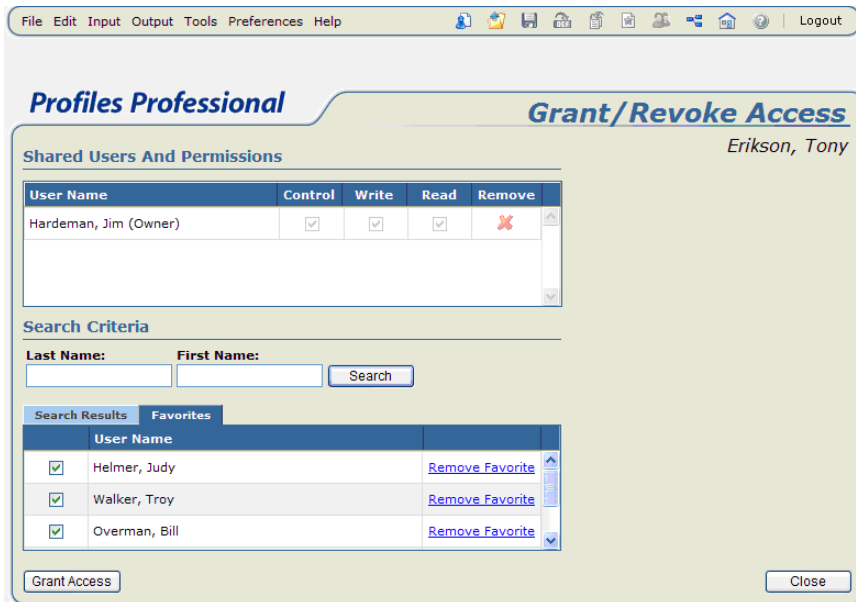 File Edit Input Output Tools Preferences Help Logout
Profiles Professional
Grant/Revoke Access
Erikson, Tony
Shared Users And Permissions
User Name Control Write Read Remove
Hardeman, Jim (Owner)
Search Criteria
Last Name: First Name:
Search
Search Results Favorites
User Name
Helmer, Judy Remove Favorite
Walker, Troy Remove Favorite
Overman, Bill Remove Favorite
Grant Access Close